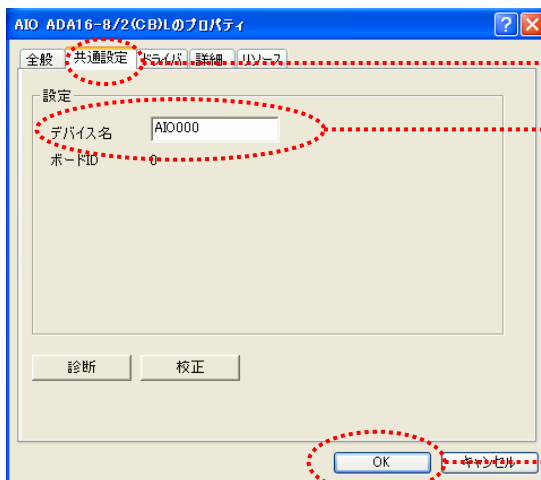 AIO ADA16-8/2(CB)Lのプロパティ
全般 共通設定 ドライバ 詳細 リソース
設定
デバイス名 AIO000
ボードID 0
診断 校正
OK キャンセル